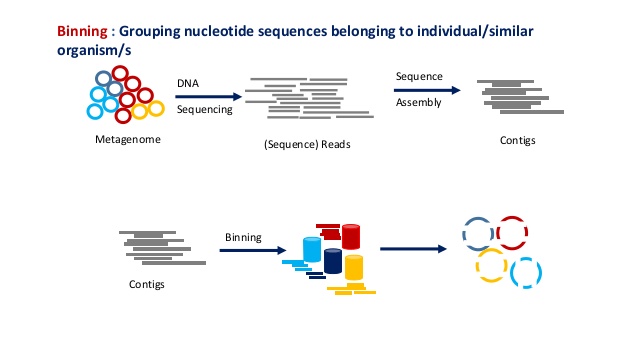 Binning : Grouping nucleotide sequences belonging to individual/similar
organism/s
DNA
Sequencing
Sequence
Assembly
Metagenome
(Sequence) Reads
Contigs
Binning
Contigs